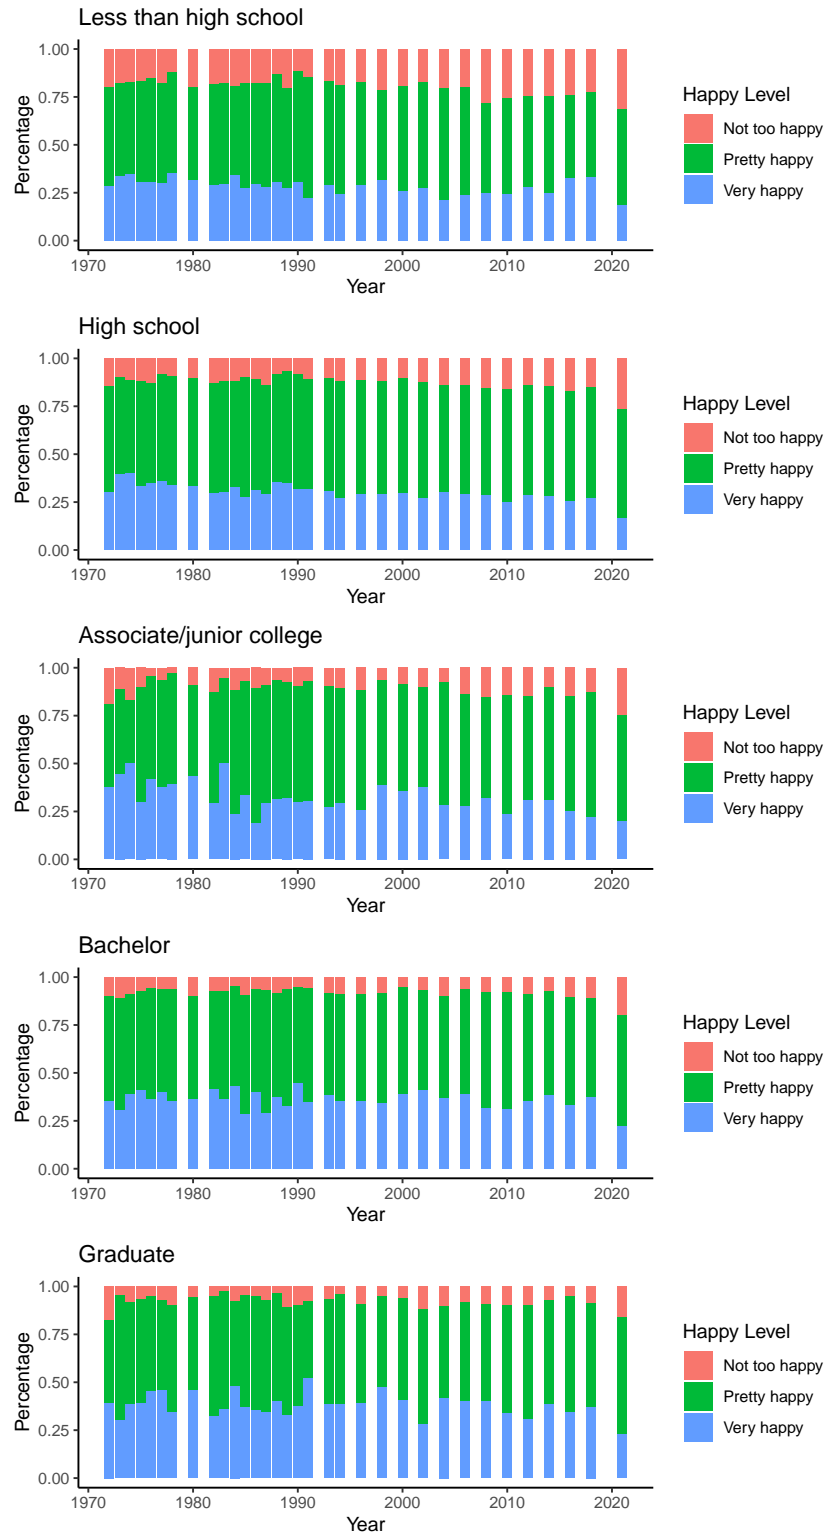 Less than high school
1.00
0.75
0.50
0.25
0.00
Percentage
1970 1980 1990 2000 2010 2020
Year
Happy Level
Not too happy
Pretty happy
Very happy
High school
1.00
0.75
0.50
0.25
0.00
Percentage
1970 1980 1990 2000 2010 2020
Year
Happy Level
Not too happy
Pretty happy
Very happy
Associate/junior college
1.00
0.75
0.50
0.25
0.00
Percentage
1970 1980 1990 2000 2010 2020
Year
Happy Level
Not too happy
Pretty happy
Very happy
Bachelor
1.00
0.75
0.50
0.25
0.00
Percentage
1970 1980 1990 2000 2010 2020
Year
Happy Level
Not too happy
Pretty happy
Very happy
Graduate
1.00
0.75
0.50
0.25
0.00
Percentage
1970 1980 1990 2000 2010 2020
Year
Happy Level
Not too happy
Pretty happy
Very happy